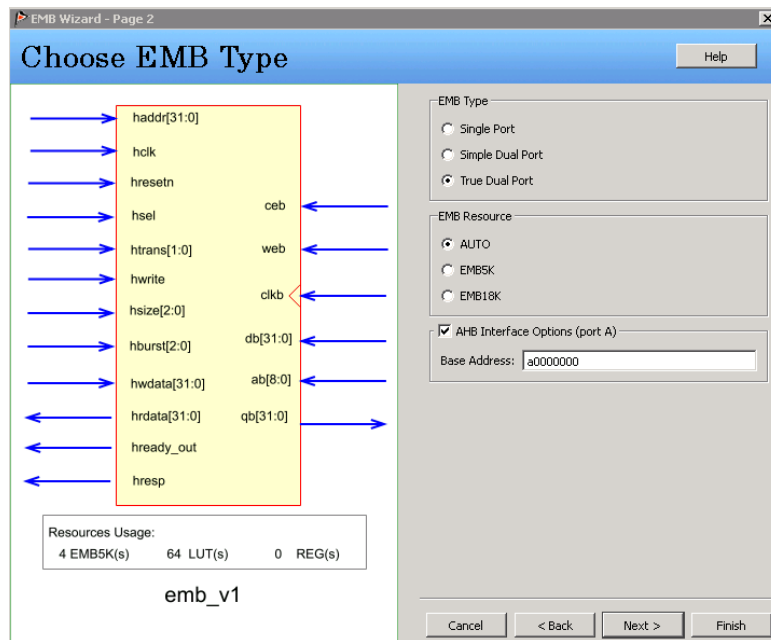 EMB Wizard - Page 2
Choose EMB Type
Help
haddr[31:0]
hclk
hresetn
hsel
htrans[1:0]
hwrite
hsize[2:0]
hburst[2:0]
hwdata[31:0]
hrdata[31:0]
hready_out
hresp
ceb
web
clkb
db[31:0]
ab[8:0]
qb[31:0]
Resources Usage:
4 EMB5K(s) 64 LUT(s) 0 REG(s)
emb_v1
EMB Type
Single Port
Simple Dual Port
True Dual Port
EMB Resource
AUTO
EMB5K
EMB18K
AHB Interface Options (port A)
Base Address: a0000000
Cancel < Back Next > Finish